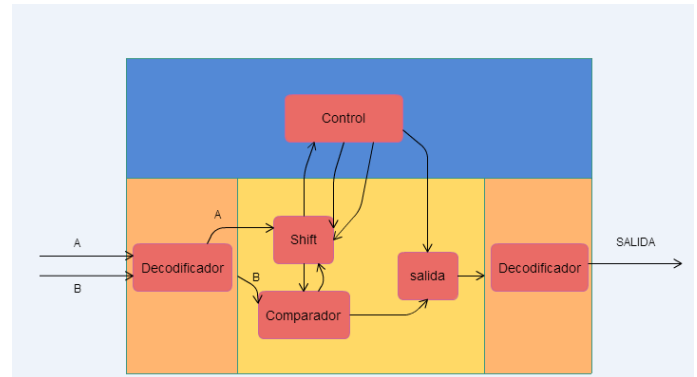 Control
A
Shift
A
SALIDA
Decodificador
B
salida
Decodificador
B
Comparador